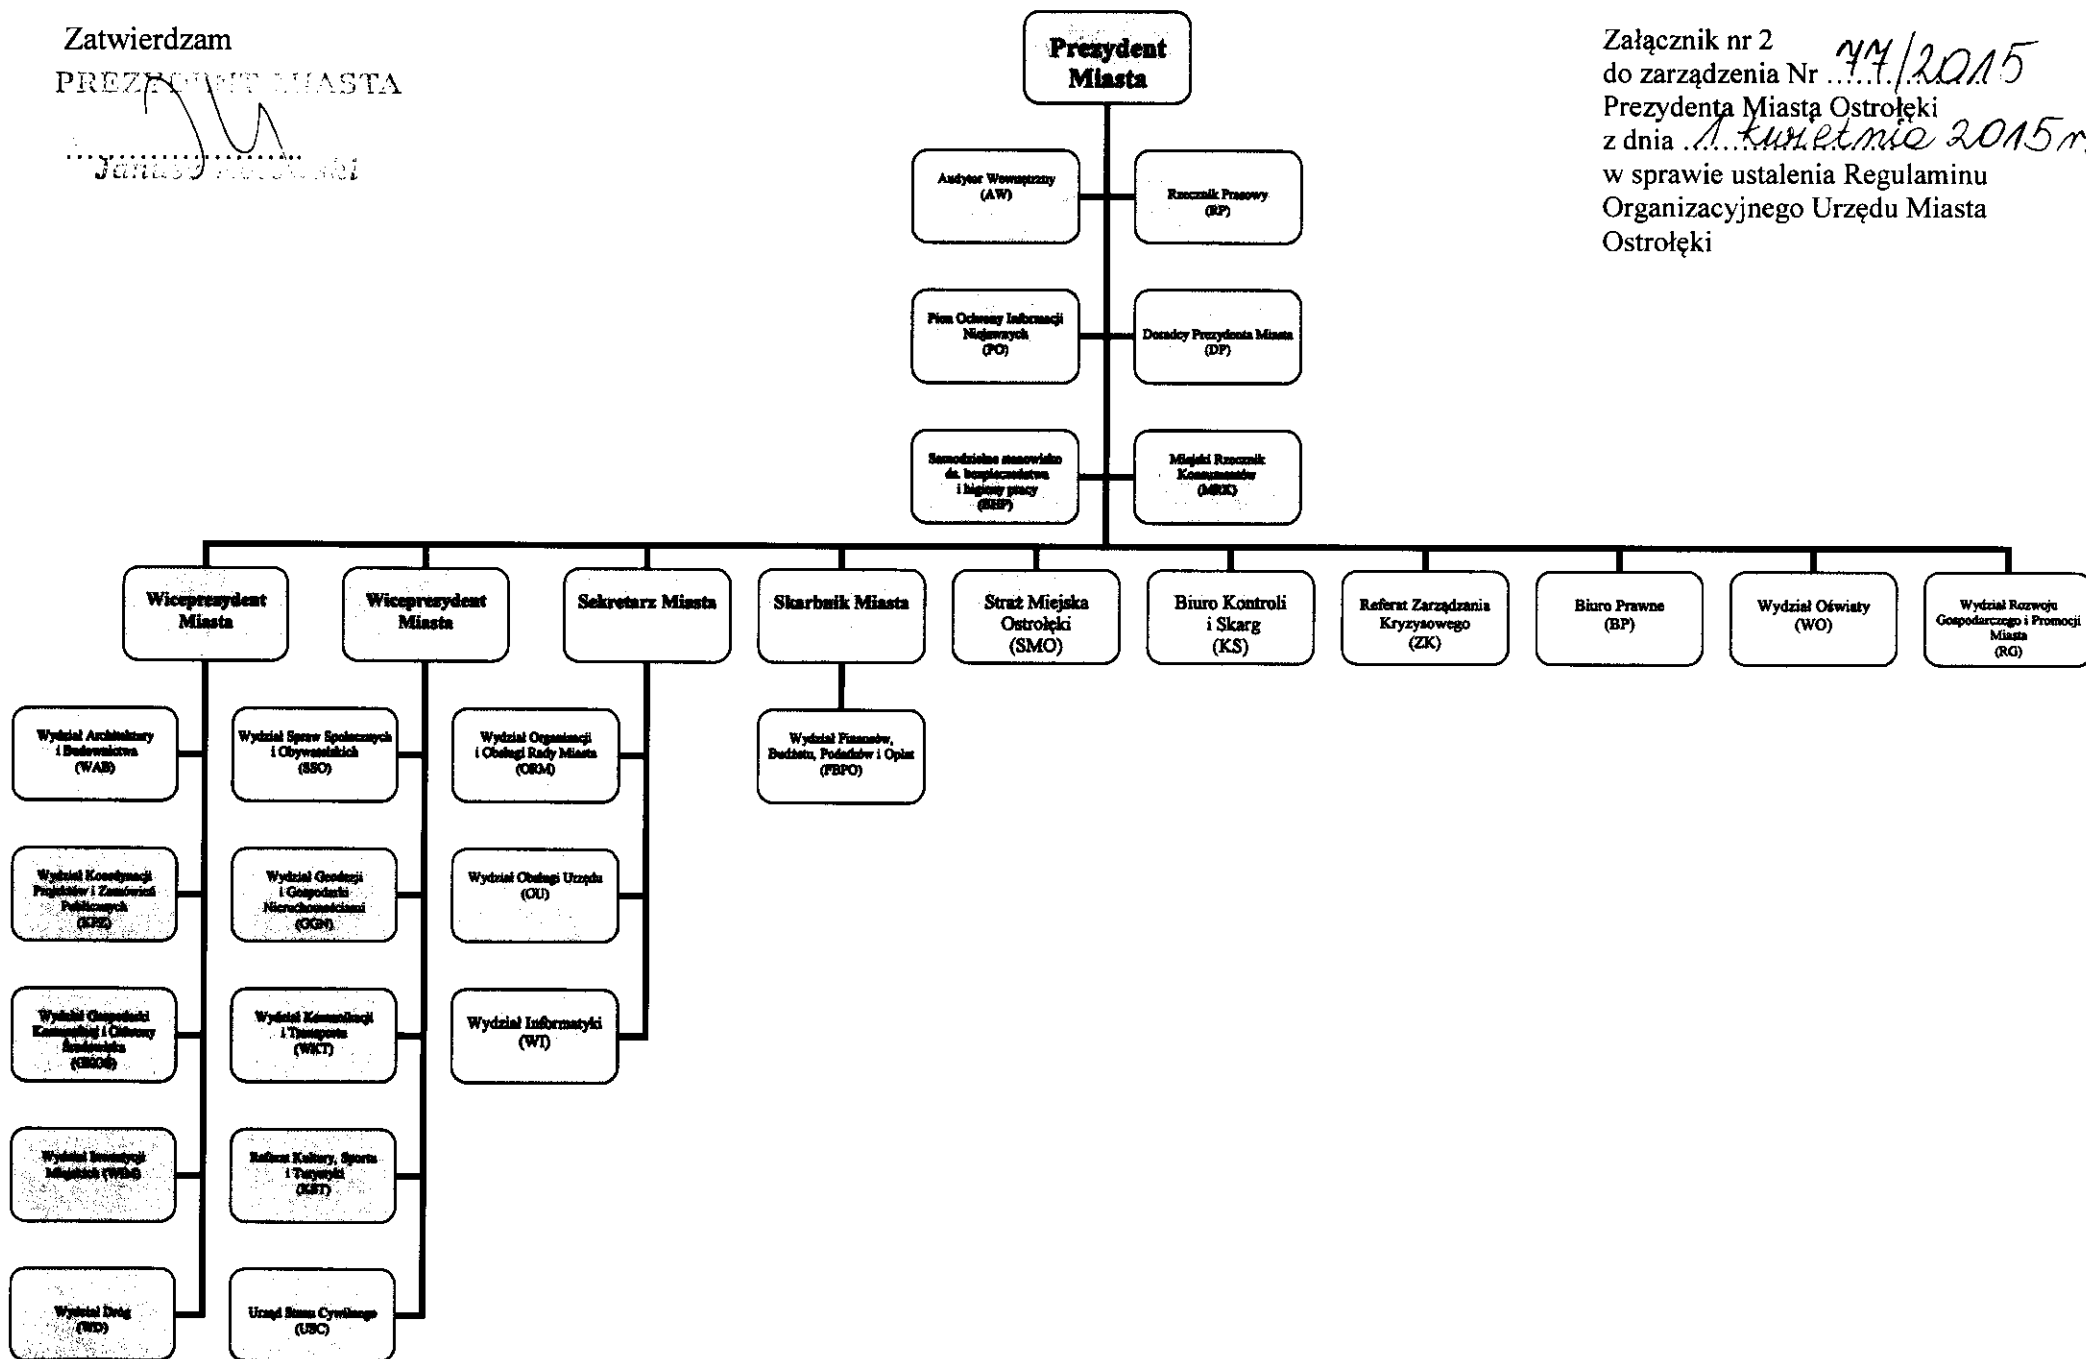 Zatwierdzam
PREZYDENT MIASTA
Janusz
Załącznik nr 2
do zarządzenia Nr 77/2015
Prezydenta Miasta Ostrołęki
z dnia 1 kwietnia 2015 r.
w sprawie ustalenia Regulaminu
Organizacyjnego Urzędu Miasta
Ostrołęki
Prezydent
Miasta
Audytor Wewnętrzny
(AW)
Rzecznik Prasowy
(RP)
Pion Ochrony Informacji
Niejawnych
(PO)
Doradcy Prezydenta Miasta
(DP)
Samodzielne stanowisko
ds. bezpieczeństwa
i higieny pracy
(BHP)
Miejski Rzecznik
Konsumentów
(MRK)
Wiceprezydent
Miasta
Wiceprezydent
Miasta
Sekretarz Miasta
Skarbnik Miasta
Straż Miejska
Ostrołęki
(SMO)
Biuro Kontroli
i Skarg
(KS)
Referat Zarządzania
Kryzysowego
(ZK)
Biuro Prawne
(BP)
Wydział Oświaty
(WO)
Wydział Rozwoju
Gospodarczego i Promocji
Miasta
(RG)
Wydział Architektury
i Budownictwa
(WAB)
Wydział Spraw Społecznych
i Obywatelskich
(SSO)
Wydział Organizacji
i Obsługi Rady Miasta
(ORM)
Wydział Finansów,
Budżetu, Podatków i Opłat
(FBPO)
Wydział Koordynacji
Projektów i Zamówień
Publicznych
(KPZ)
Wydział Geodezji
i Gospodarki
Nieruchomościami
(GGN)
Wydział Obsługi Urzędu
(OU)
Wydział Gospodarki
Komunalnej i Ochrony
Środowiska
(GKOŚ)
Wydział Komunikacji
i Transportu
(WKT)
Wydział Informatyki
(WI)
Wydział Inwestycji
Miejskich (WIM)
Referat Kultury, Sportu
i Turystyki
(KST)
Wydział Dróg
(WD)
Urząd Stanu Cywilnego
(USC)